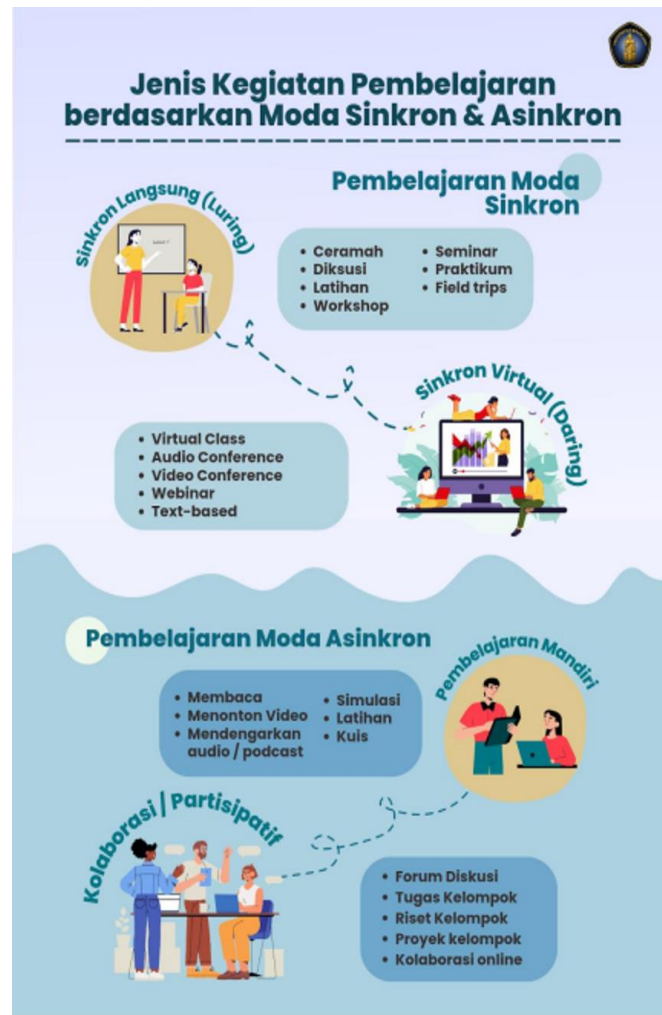 Jenis Kegiatan Pembelajaran
berdasarkan Moda Sinkron & Asinkron
Pembelajaran Moda
Sinkron
Sinkron Langsung (Luring)
• Ceramah
• Diksusi
• Latihan
• Workshop
• Seminar
• Praktikum
• Field trips
Sinkron Virtual (Daring)
• Virtual Class
• Audio Conference
• Video Conference
• Webinar
• Text-based
Pembelajaran Moda Asinkron
Pembelajaran Mandiri
• Membaca
• Menonton Video
• Mendengarkan
audio / podcast
• Simulasi
• Latihan
• Kuis
Kolaborasi / Partisipatif
• Forum Diskusi
• Tugas Kelompok
• Riset Kelompok
• Proyek kelompok
• Kolaborasi online